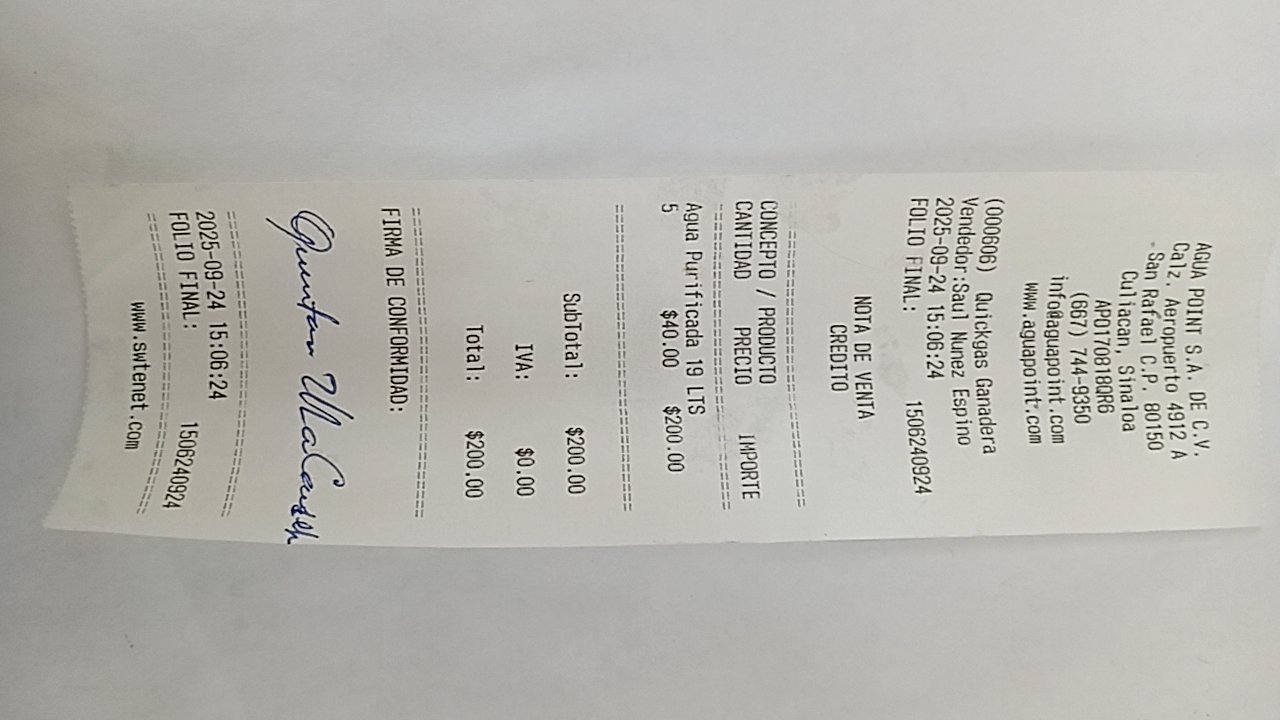 AGUA POINT S.A. DE C.V.
Calz. Aeropuerto 4912 A
San Rafael C.P. 80150
Culiacan, Sinaloa
APO170818QR6
(667) 744-9350
info@aguapoint.com
www.aguapoint.com
(000606) Quickgas Ganadera
Vendedor:Saul Nunez Espino
2025-09-24 15:06:24
FOLIO FINAL: 1506240924
NOTA DE VENTA
CREDITO
CONCEPTO / PRODUCTO
CANTIDAD PRECIO IMPORTE
Agua Purificada 19 LTS
5 $40.00 $200.00
SubTotal: $200.00
IVA: $0.00
Total: $200.00
FIRMA DE CONFORMIDAD:
2025-09-24 15:06:24
FOLIO FINAL: 1506240924
www.swtenet.com